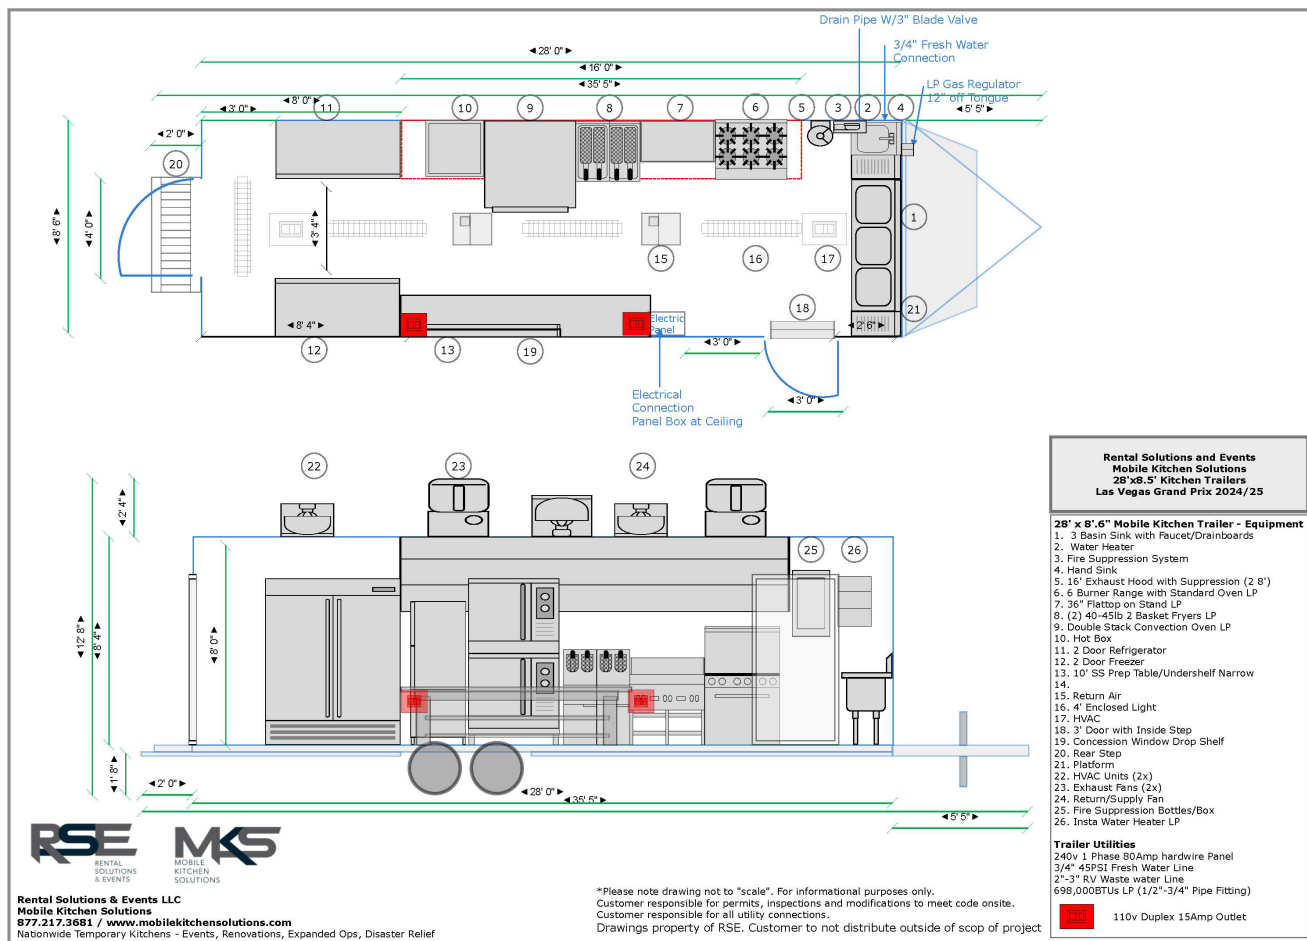 Drain Pipe W/3" Blade Valve
3/4" Fresh Water
Connection
LP Gas Regulator
12" off Tongue
28' 0"
16' 0"
35' 5"
8' 0"
3' 0"
2' 0"
5' 5"
11
10
9
8
7
6
5
3
2
4
20
8' 6"
4' 0"
3' 4"
1
15
16
17
18
21
Electric
Panel
8' 4"
2' 6"
12
13
19
3' 0"
3' 0"
Electrical
Connection
Panel Box at Ceiling
22
23
24
25
26
2' 4"
12' 8"
8' 4"
8' 0"
1' 8"
2' 0"
28' 0"
35' 5"
5' 5"
Rental Solutions and Events
Mobile Kitchen Solutions
28'x8.5' Kitchen Trailers
Las Vegas Grand Prix 2024/25
28' x 8'.6" Mobile Kitchen Trailer - Equipment
1. 3 Basin Sink with Faucet/Drainboards
2. Water Heater
3. Fire Suppression System
4. Hand Sink
5. 16' Exhaust Hood with Suppression (2 8')
6. 6 Burner Range with Standard Oven LP
7. 36" Flattop on Stand LP
8. (2) 40-45lb 2 Basket Fryers LP
9. Double Stack Convection Oven LP
10. Hot Box
11. 2 Door Refrigerator
12. 2 Door Freezer
13. 10' SS Prep Table/Undershelf Narrow
14.
15. Return Air
16. 4' Enclosed Light
17. HVAC
18. 3' Door with Inside Step
19. Concession Window Drop Shelf
20. Rear Step
21. Platform
22. HVAC Units (2x)
23. Exhaust Fans (2x)
24. Return/Supply Fan
25. Fire Suppression Bottles/Box
26. Insta Water Heater LP
Trailer Utilities
240v 1 Phase 80Amp hardwire Panel
3/4" 45PSI Fresh Water Line
2"-3" RV Waste water Line
698,000BTUs LP (1/2"-3/4" Pipe Fitting)
110v Duplex 15Amp Outlet
RSE
RENTAL
SOLUTIONS
& EVENTS
MKS
MOBILE
KITCHEN
SOLUTIONS
Rental Solutions & Events LLC
Mobile Kitchen Solutions
877.217.3681 / www.mobilekitchensolutions.com
Nationwide Temporary Kitchens - Events, Renovations, Expanded Ops, Disaster Relief
*Please note drawing not to "scale". For informational purposes only.
Customer responsible for permits, inspections and modifications to meet code onsite.
Customer responsible for all utility connections.
Drawings property of RSE. Customer to not distribute outside of scop of project